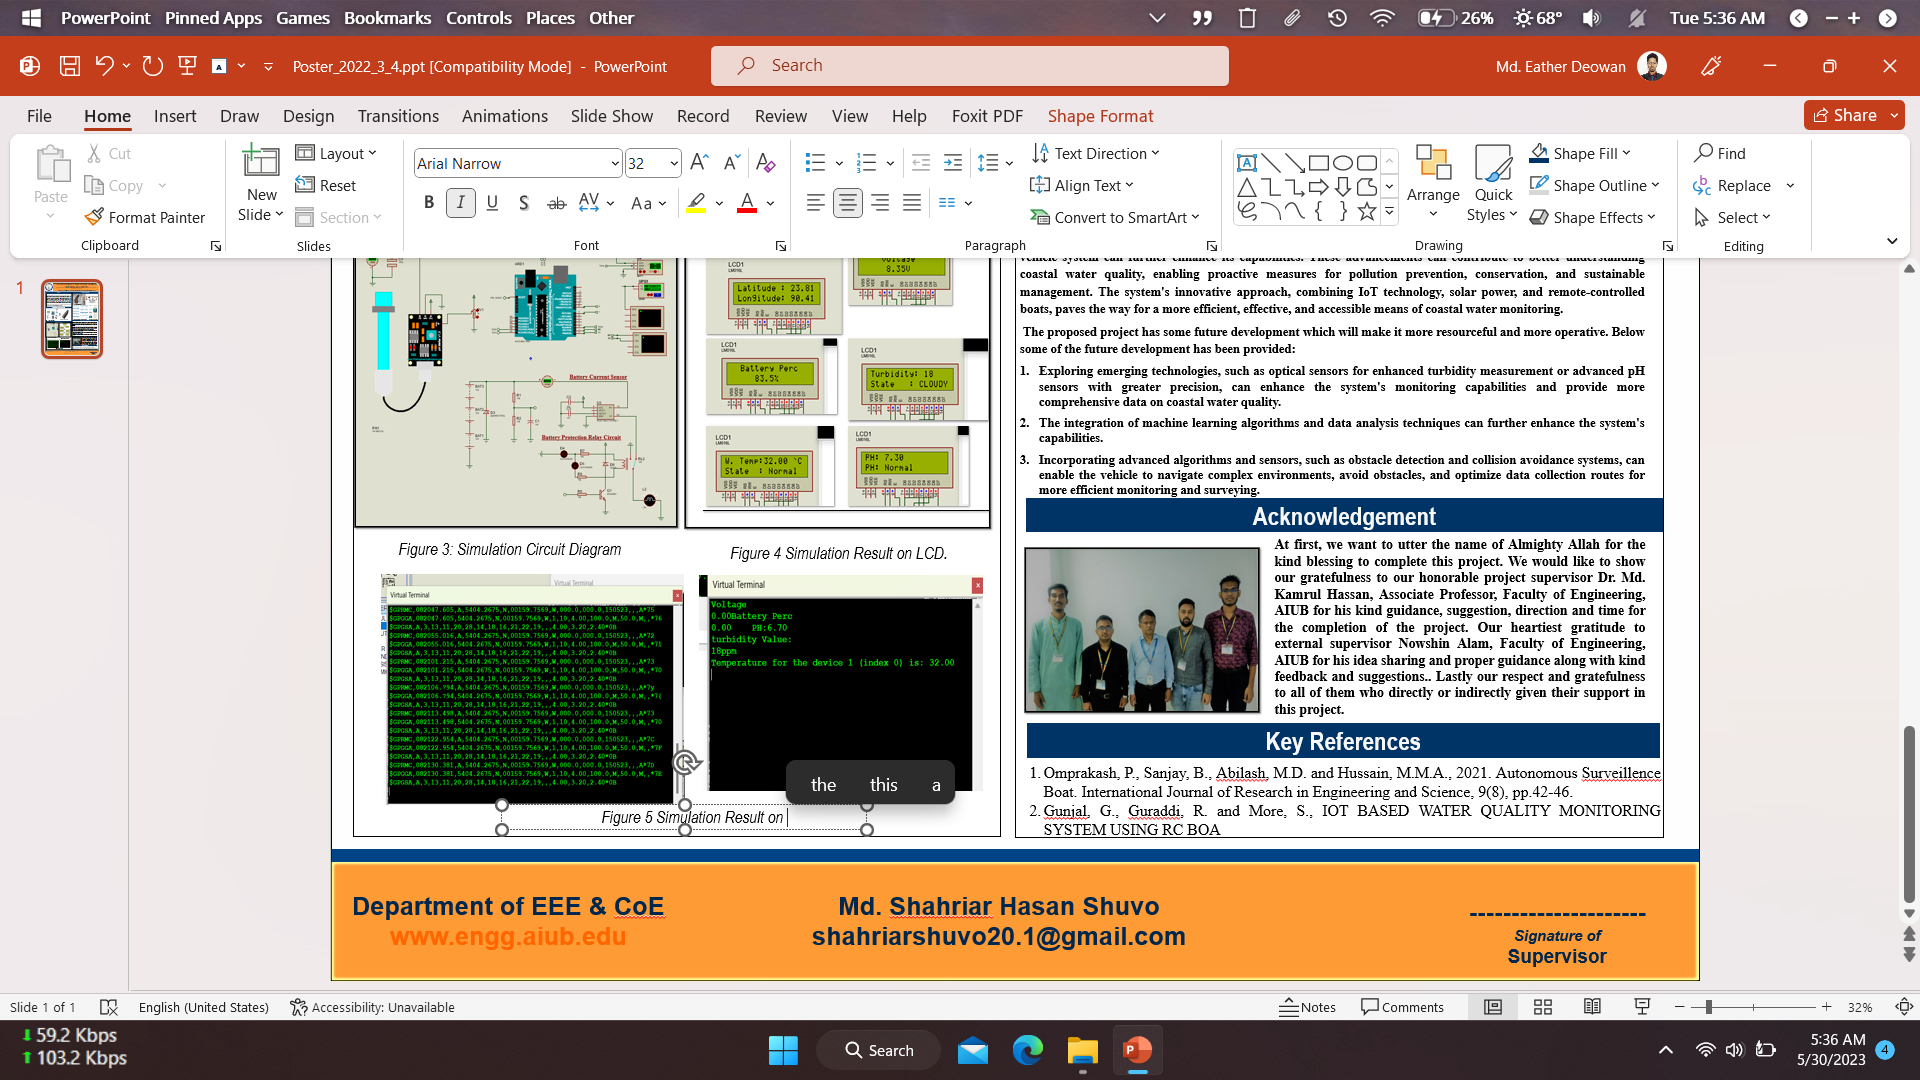 PowerPoint Pinned Apps Games Bookmarks Controls Places Other 26% 68° Tue 5:36 AM
Poster_2022_3_4.ppt [Compatibility Mode] - PowerPoint Search Md. Eather Deowan
File Home Insert Draw Design Transitions Animations Slide Show Record Review View Help Foxit PDF Shape Format Share
Paste Cut Copy Format Painter Clipboard
New Slide Layout Reset Section Slides
Arial Narrow 32 Font
Text Direction Align Text Convert to SmartArt Paragraph
Arrange Quick Styles Shape Fill Shape Outline Shape Effects Drawing
Find Replace Select Editing
1
Battery Current Sensor
Battery Protection Relay Circuit
Figure 3: Simulation Circuit Diagram
LCD1
Latitude : 23.81
Longitude: 90.41
8.35V
LCD1
Battery Perc
83.5%
LCD1
Turbidity: 18
State : CLOUDY
LCD1
W. Temp:32.00 °C
State : Normal
LCD1
PH: 7.30
PH: Normal
Figure 4 Simulation Result on LCD.
Virtual Terminal
Virtual Terminal
Virtual Terminal
Voltage
0.00Battery Perc
0.00 PH:6.70
turbidity Value:
18ppm
Temperature for the device 1 (index 0) is: 32.00
the this a
Figure 5 Simulation Result on
coastal water quality, enabling proactive measures for pollution prevention, conservation, and sustainable
management. The system's innovative approach, combining IoT technology, solar power, and remote-controlled
boats, paves the way for a more efficient, effective, and accessible means of coastal water monitoring.
The proposed project has some future development which will make it more resourceful and more operative. Below
some of the future development has been provided:
1. Exploring emerging technologies, such as optical sensors for enhanced turbidity measurement or advanced pH
sensors with greater precision, can enhance the system's monitoring capabilities and provide more
comprehensive data on coastal water quality.
2. The integration of machine learning algorithms and data analysis techniques can further enhance the system's
capabilities.
3. Incorporating advanced algorithms and sensors, such as obstacle detection and collision avoidance systems, can
enable the vehicle to navigate complex environments, avoid obstacles, and optimize data collection routes for
more efficient monitoring and surveying.
Acknowledgement
At first, we want to utter the name of Almighty Allah for the
kind blessing to complete this project. We would like to show
our gratefulness to our honorable project supervisor Dr. Md.
Kamrul Hassan, Associate Professor, Faculty of Engineering,
AIUB for his kind guidance, suggestion, direction and time for
the completion of the project. Our heartiest gratitude to
external supervisor Nowshin Alam, Faculty of Engineering,
AIUB for his idea sharing and proper guidance along with kind
feedback and suggestions.. Lastly our respect and gratefulness
to all of them who directly or indirectly given their support in
this project.
Key References
1. Omprakash, P., Sanjay, B., Abilash, M.D. and Hussain, M.M.A., 2021. Autonomous Surveillence
Boat. International Journal of Research in Engineering and Science, 9(8), pp.42-46.
2. Gunjal, G., Guraddi, R. and More, S., IOT BASED WATER QUALITY MONITORING
SYSTEM USING RC BOA
Department of EEE & CoE
www.engg.aiub.edu
Md. Shahriar Hasan Shuvo
shahriarshuvo20.1@gmail.com
---------------------
Signature of
Supervisor
Slide 1 of 1 English (United States) Accessibility: Unavailable Notes Comments 32%
59.2 Kbps
103.2 Kbps
Search
5:36 AM
5/30/2023
4